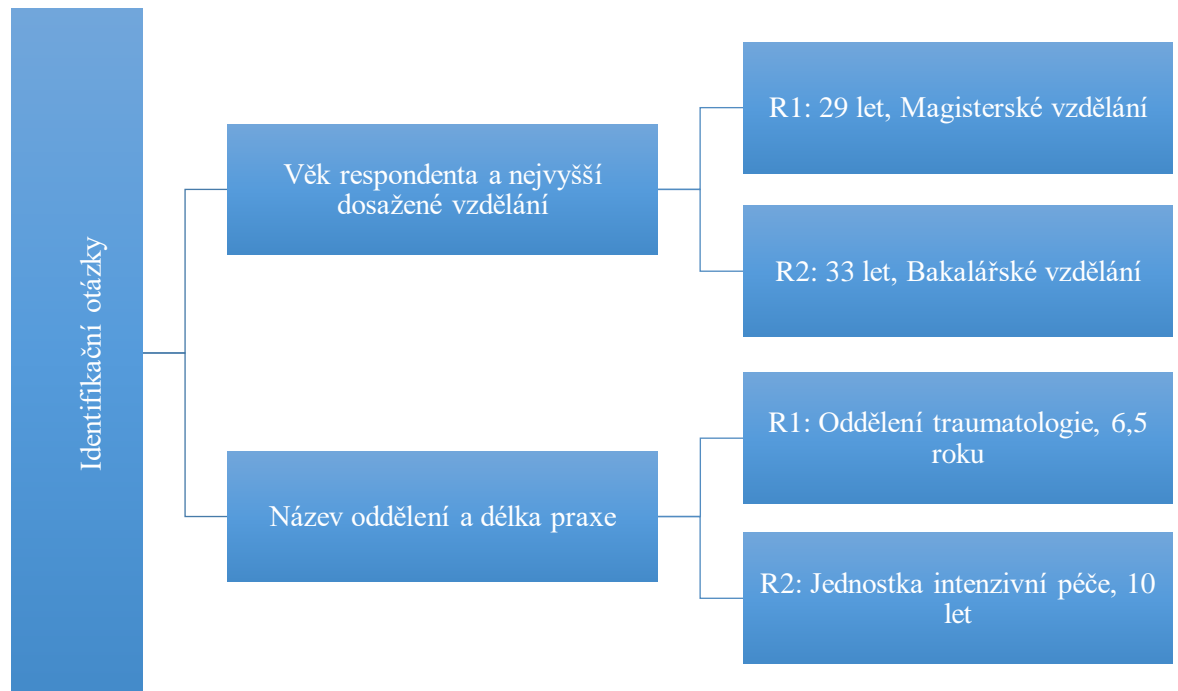 Identifikační otázky
Věk respondenta a nejvyšší
dosažené vzdělání
R1: 29 let, Magisterské vzdělání
R2: 33 let, Bakalářské vzdělání
Název oddělení a délka praxe
R1: Oddělení traumatologie, 6,5
roku
R2: Jednostka intenzivní péče, 10
let